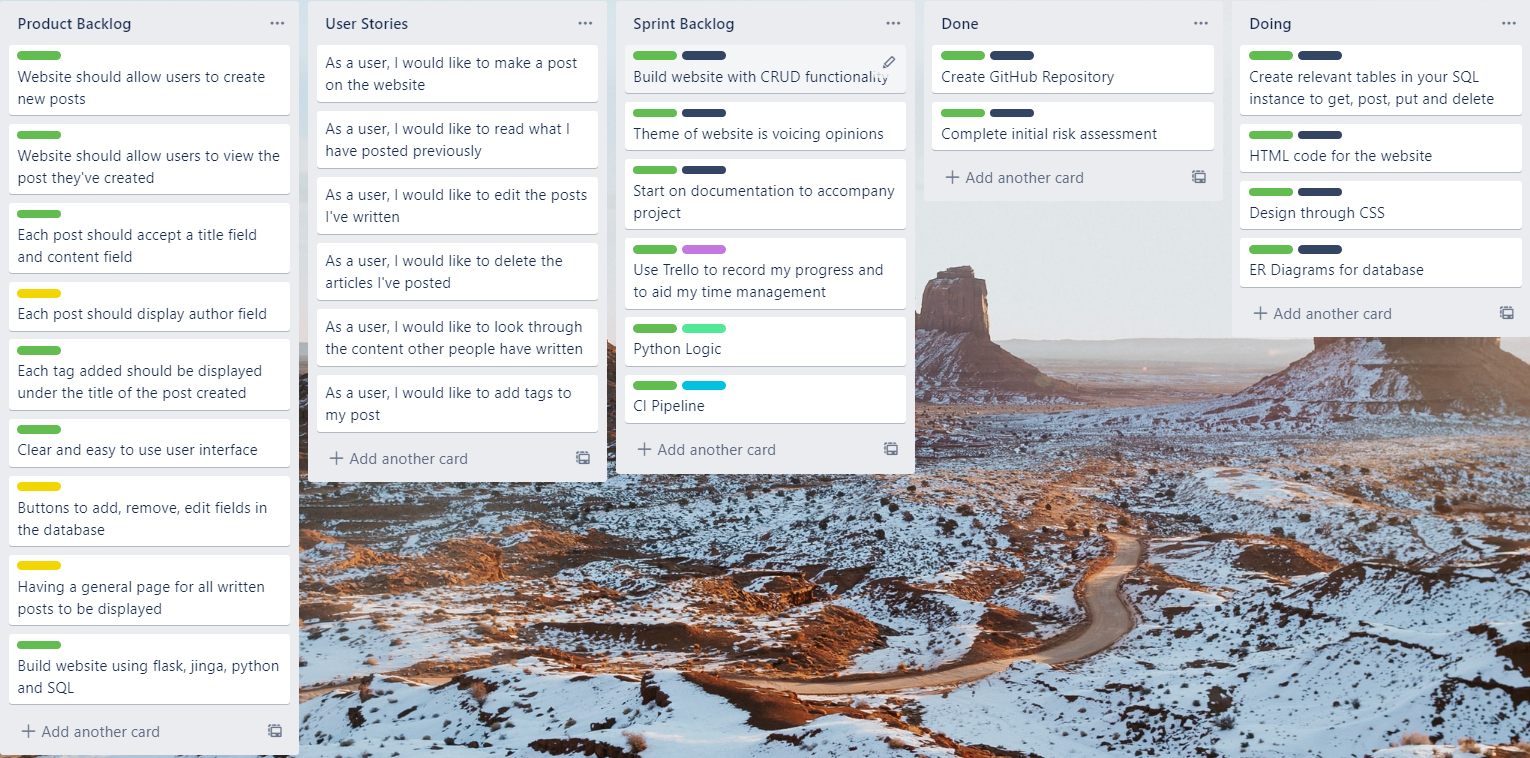 Product Backlog
Website should allow users to create
new posts
Website should allow users to view the
post they've created
Each post should accept a title field
and content field
Each post should display author field
Each tag added should be displayed
under the title of the post created
Clear and easy to use user interface
Buttons to add, remove, edit fields in
the database
Having a general page for all written
posts to be displayed
Build website using flask, jinga, python
and SQL
Add another card
User Stories
As a user, I would like to make a post
on the website
As a user, I would like to read what I
have posted previously
As a user, I would like to edit the posts
I've written
As a user, I would like to delete the
articles I've posted
As a user, I would like to look through
the content other people have written
As a user, I would like to add tags to
my post
Add another card
Sprint Backlog
Build website with CRUD functionality
Theme of website is voicing opinions
Start on documentation to accompany
project
Use Trello to record my progress and
to aid my time management
Python Logic
CI Pipeline
Add another card
Done
Create GitHub Repository
Complete initial risk assessment
Add another card
Doing
Create relevant tables in your SQL
instance to get, post, put and delete
HTML code for the website
Design through CSS
ER Diagrams for database
Add another card